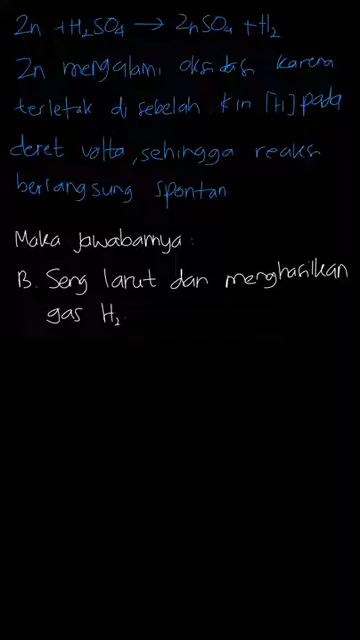 Zn + H₂SO₄ → ZnSO₄ + H₂
Zn mengalami oksidasi karena
terletak di sebelah kiri [H] pada
deret volta, sehingga reaksi
berlangsung spontan
Maka jawabannya :
B. Seng larut dan menghasilkan
gas H₂.